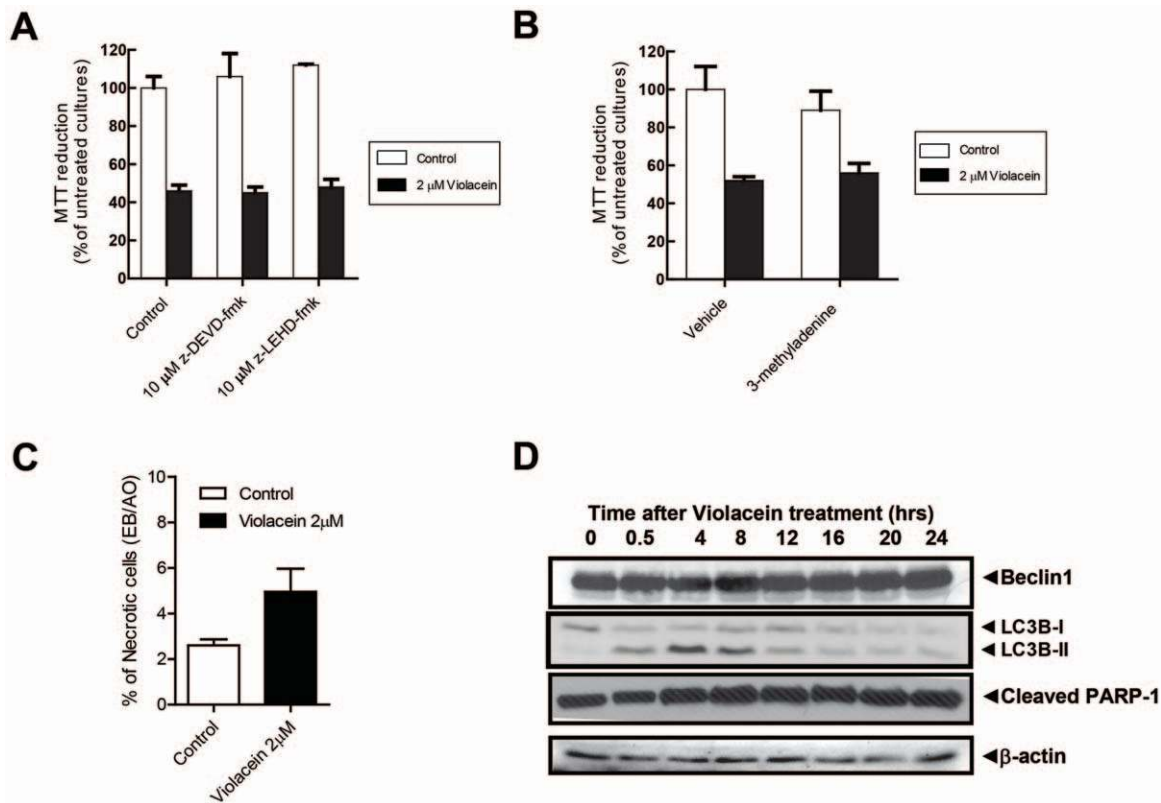 A
MTT reduction
(% of untreated cultures)
120
100
80
60
40
20
0
Control
10 μM z-DEVD-fmk
10 μM z-LEHD-fmk
Control
2 μM Violacein
B
MTT reduction
(% of untreated cultures)
120
100
80
60
40
20
0
Vehicle
3-methyladenine
Control
2 μM Violacein
C
% of Necrotic cells (EB/AO)
10
8
6
4
2
0
Control
Violacein 2μM
Control
Violacein 2μM
D
Time after Violacein treatment (hrs)
0 0.5 4 8 12 16 20 24
◄Beclin1
◄LC3B-I
◄LC3B-II
◄Cleaved PARP-1
◄β-actin